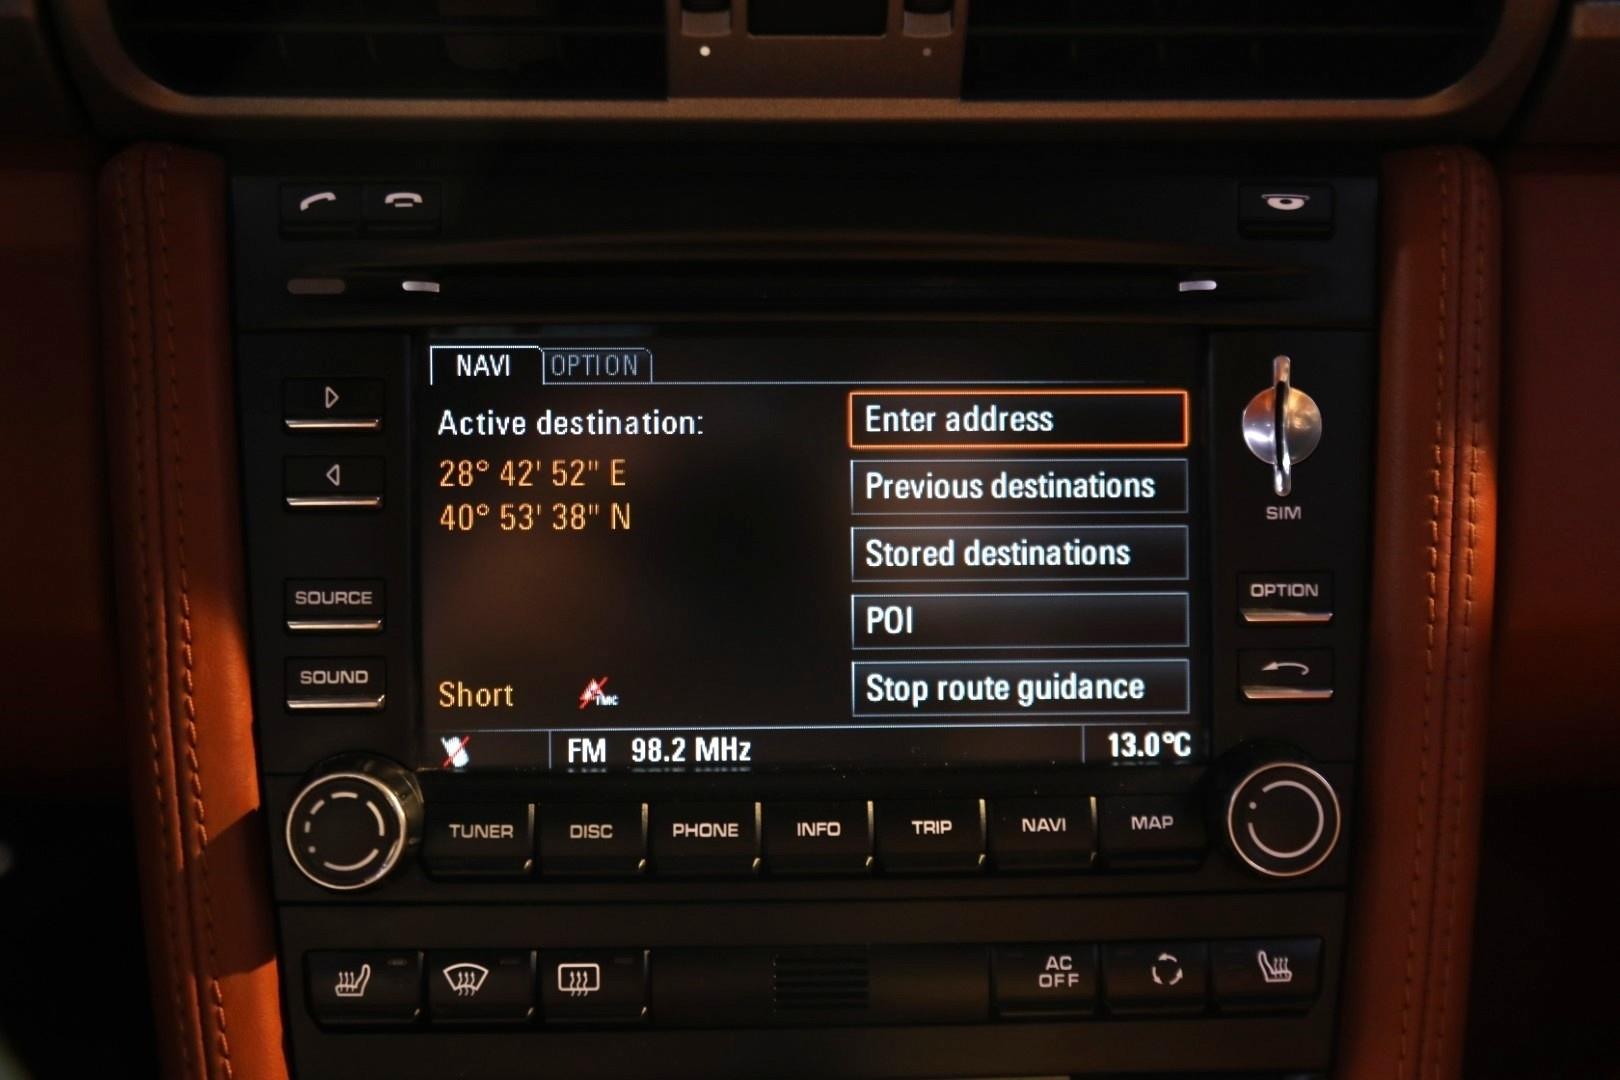 NAVI OPTION
Active destination:
28° 42' 52" E
40° 53' 38" N
Short
TMC
Enter address
Previous destinations
Stored destinations
POI
Stop route guidance
FM 98.2 MHz 13.0°C
SOURCE
SOUND
SIM
OPTION
TUNER DISC PHONE INFO TRIP NAVI MAP
AC
OFF